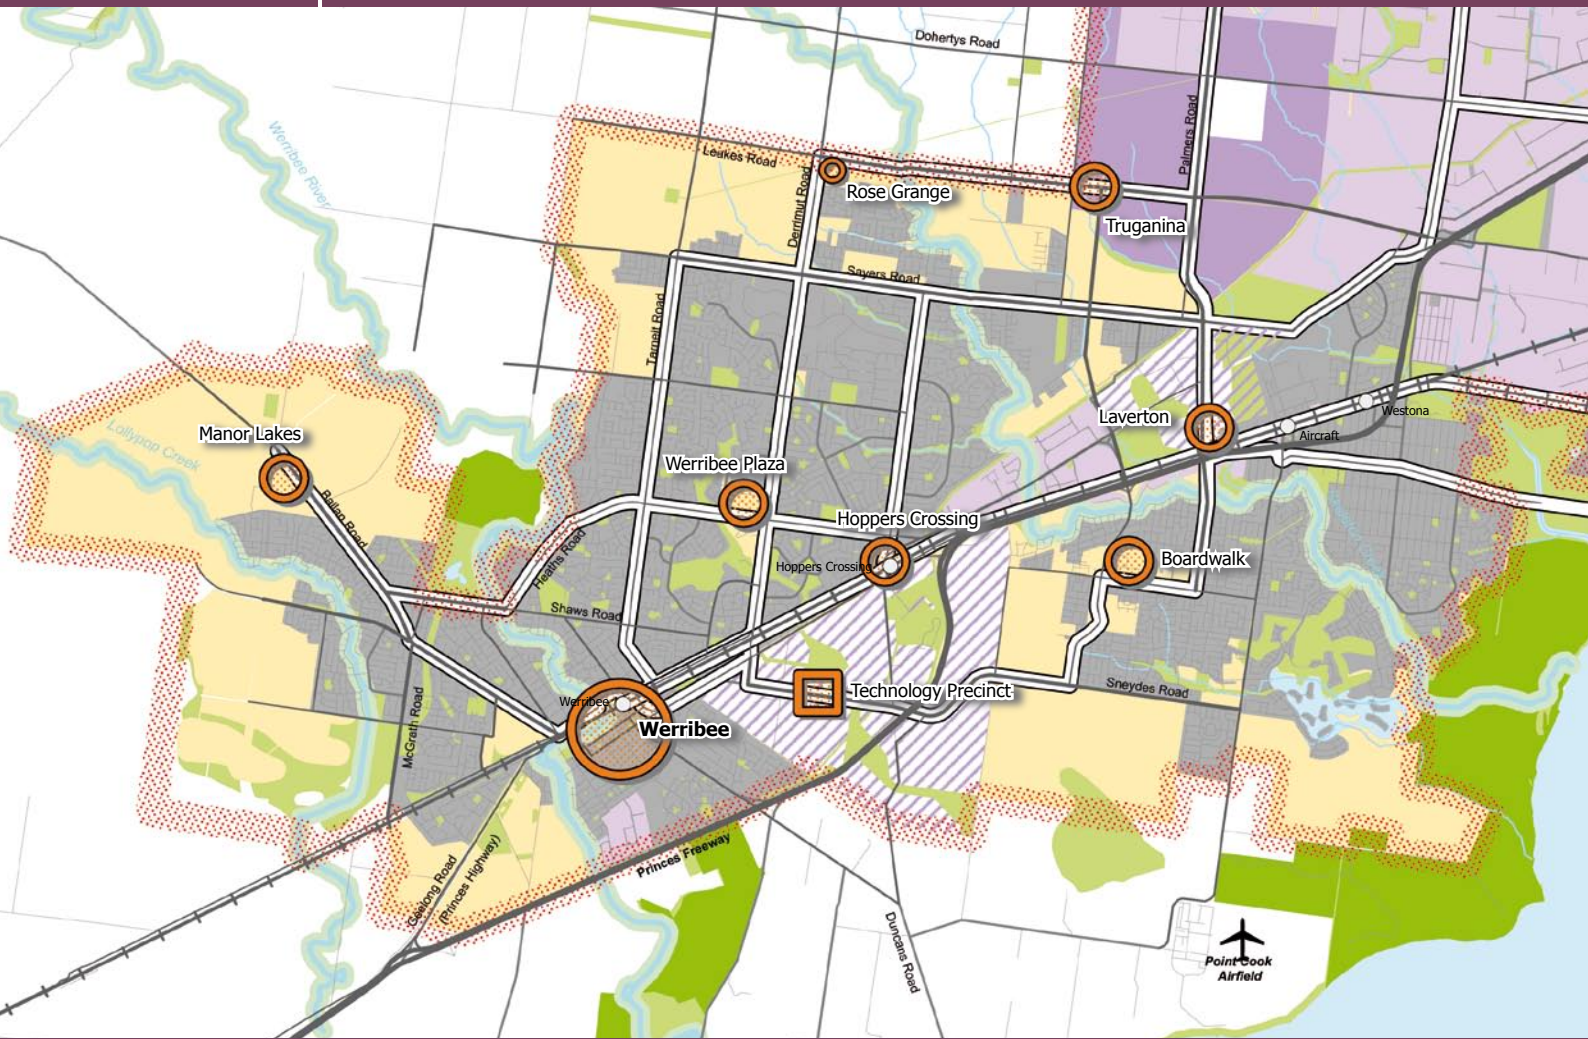 Dohertys Road
Werribee River
Leakes Road
Palmers Road
Rose Grange
Derrimut Road
Truganina
Sayers Road
Tarneit Road
Westona
Laverton
Aircraft
Manor Lakes
Lollypop Creek
Werribee Plaza
Ballan Road
Hoppers Crossing
Heaths Road
Hoppers Crossing
Boardwalk
Shaws Road
Sneydes Road
Technology Precinct
McGrath Road
Werribee
Werribee
Princes Freeway
Geelong Road
(Princes Highway)
Duncans Road
Point Cook
Airfield